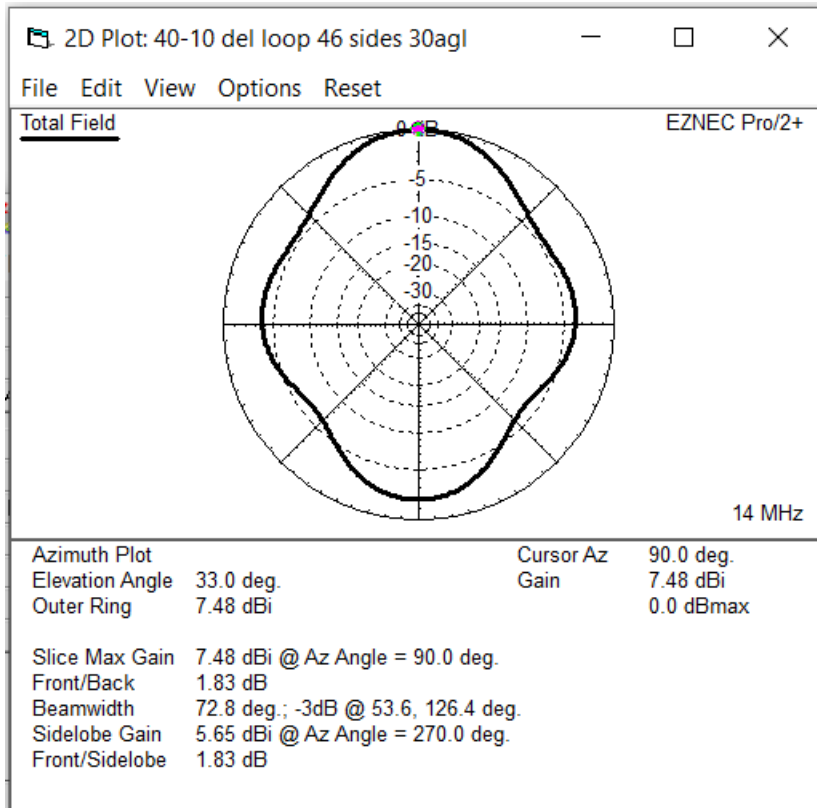 2D Plot: 40-10 del loop 46 sides 30agl
File Edit View Options Reset
Total Field
EZNEC Pro/2+
-5
-10
-15
-20
-30
14 MHz
Azimuth Plot
Elevation Angle 33.0 deg.
Outer Ring 7.48 dBi
Cursor Az 90.0 deg.
Gain 7.48 dBi
0.0 dBmax
Slice Max Gain 7.48 dBi @ Az Angle = 90.0 deg.
Front/Back 1.83 dB
Beamwidth 72.8 deg.; -3dB @ 53.6, 126.4 deg.
Sidelobe Gain 5.65 dBi @ Az Angle = 270.0 deg.
Front/Sidelobe 1.83 dB